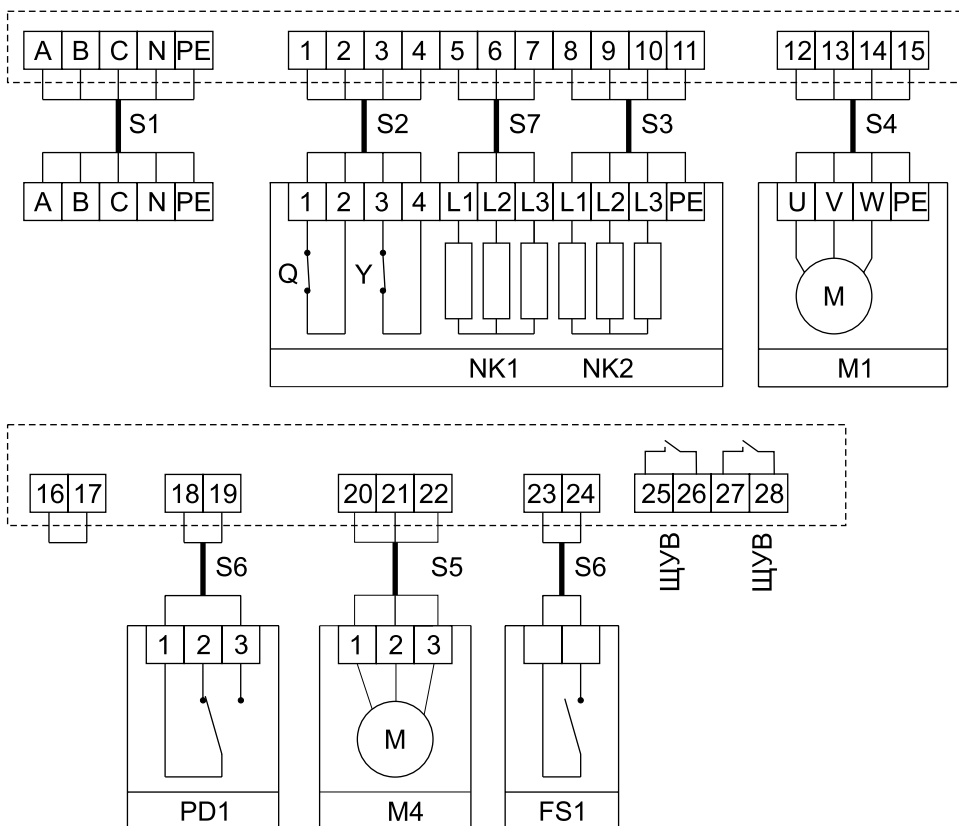 A B C N PE 1 2 3 4 5 6 7 8 9 10 11 12 13 14 15
S1 S2 S7 S3 S4
A B C N PE 1 2 3 4 L1 L2 L3 L1 L2 L3 PE U V W PE
Q Y M
NK1 NK2 M1
16 17 18 19 20 21 22 23 24 25 26 27 28
S6 S5 S6 ЩУВ ЩУВ
1 2 3 1 2 3
M
PD1 M4 FS1